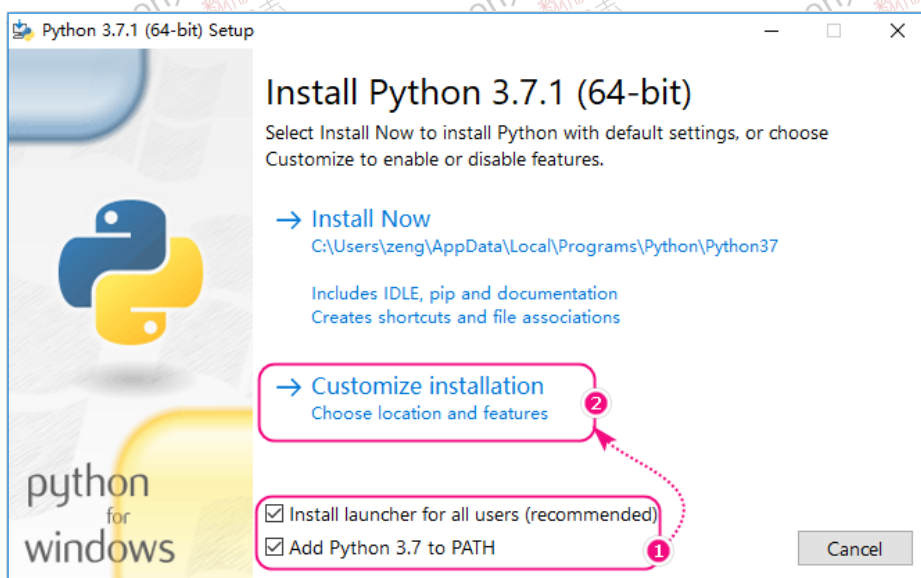 Python 3.7.1 (64-bit) Setup
Install Python 3.7.1 (64-bit)
Select Install Now to install Python with default settings, or choose
Customize to enable or disable features.
Install Now
C:\Users\zeng\AppData\Local\Programs\Python\Python37
Includes IDLE, pip and documentation
Creates shortcuts and file associations
Customize installation
Choose location and features
2
python
for
windows
Install launcher for all users (recommended)
Add Python 3.7 to PATH
1
Cancel